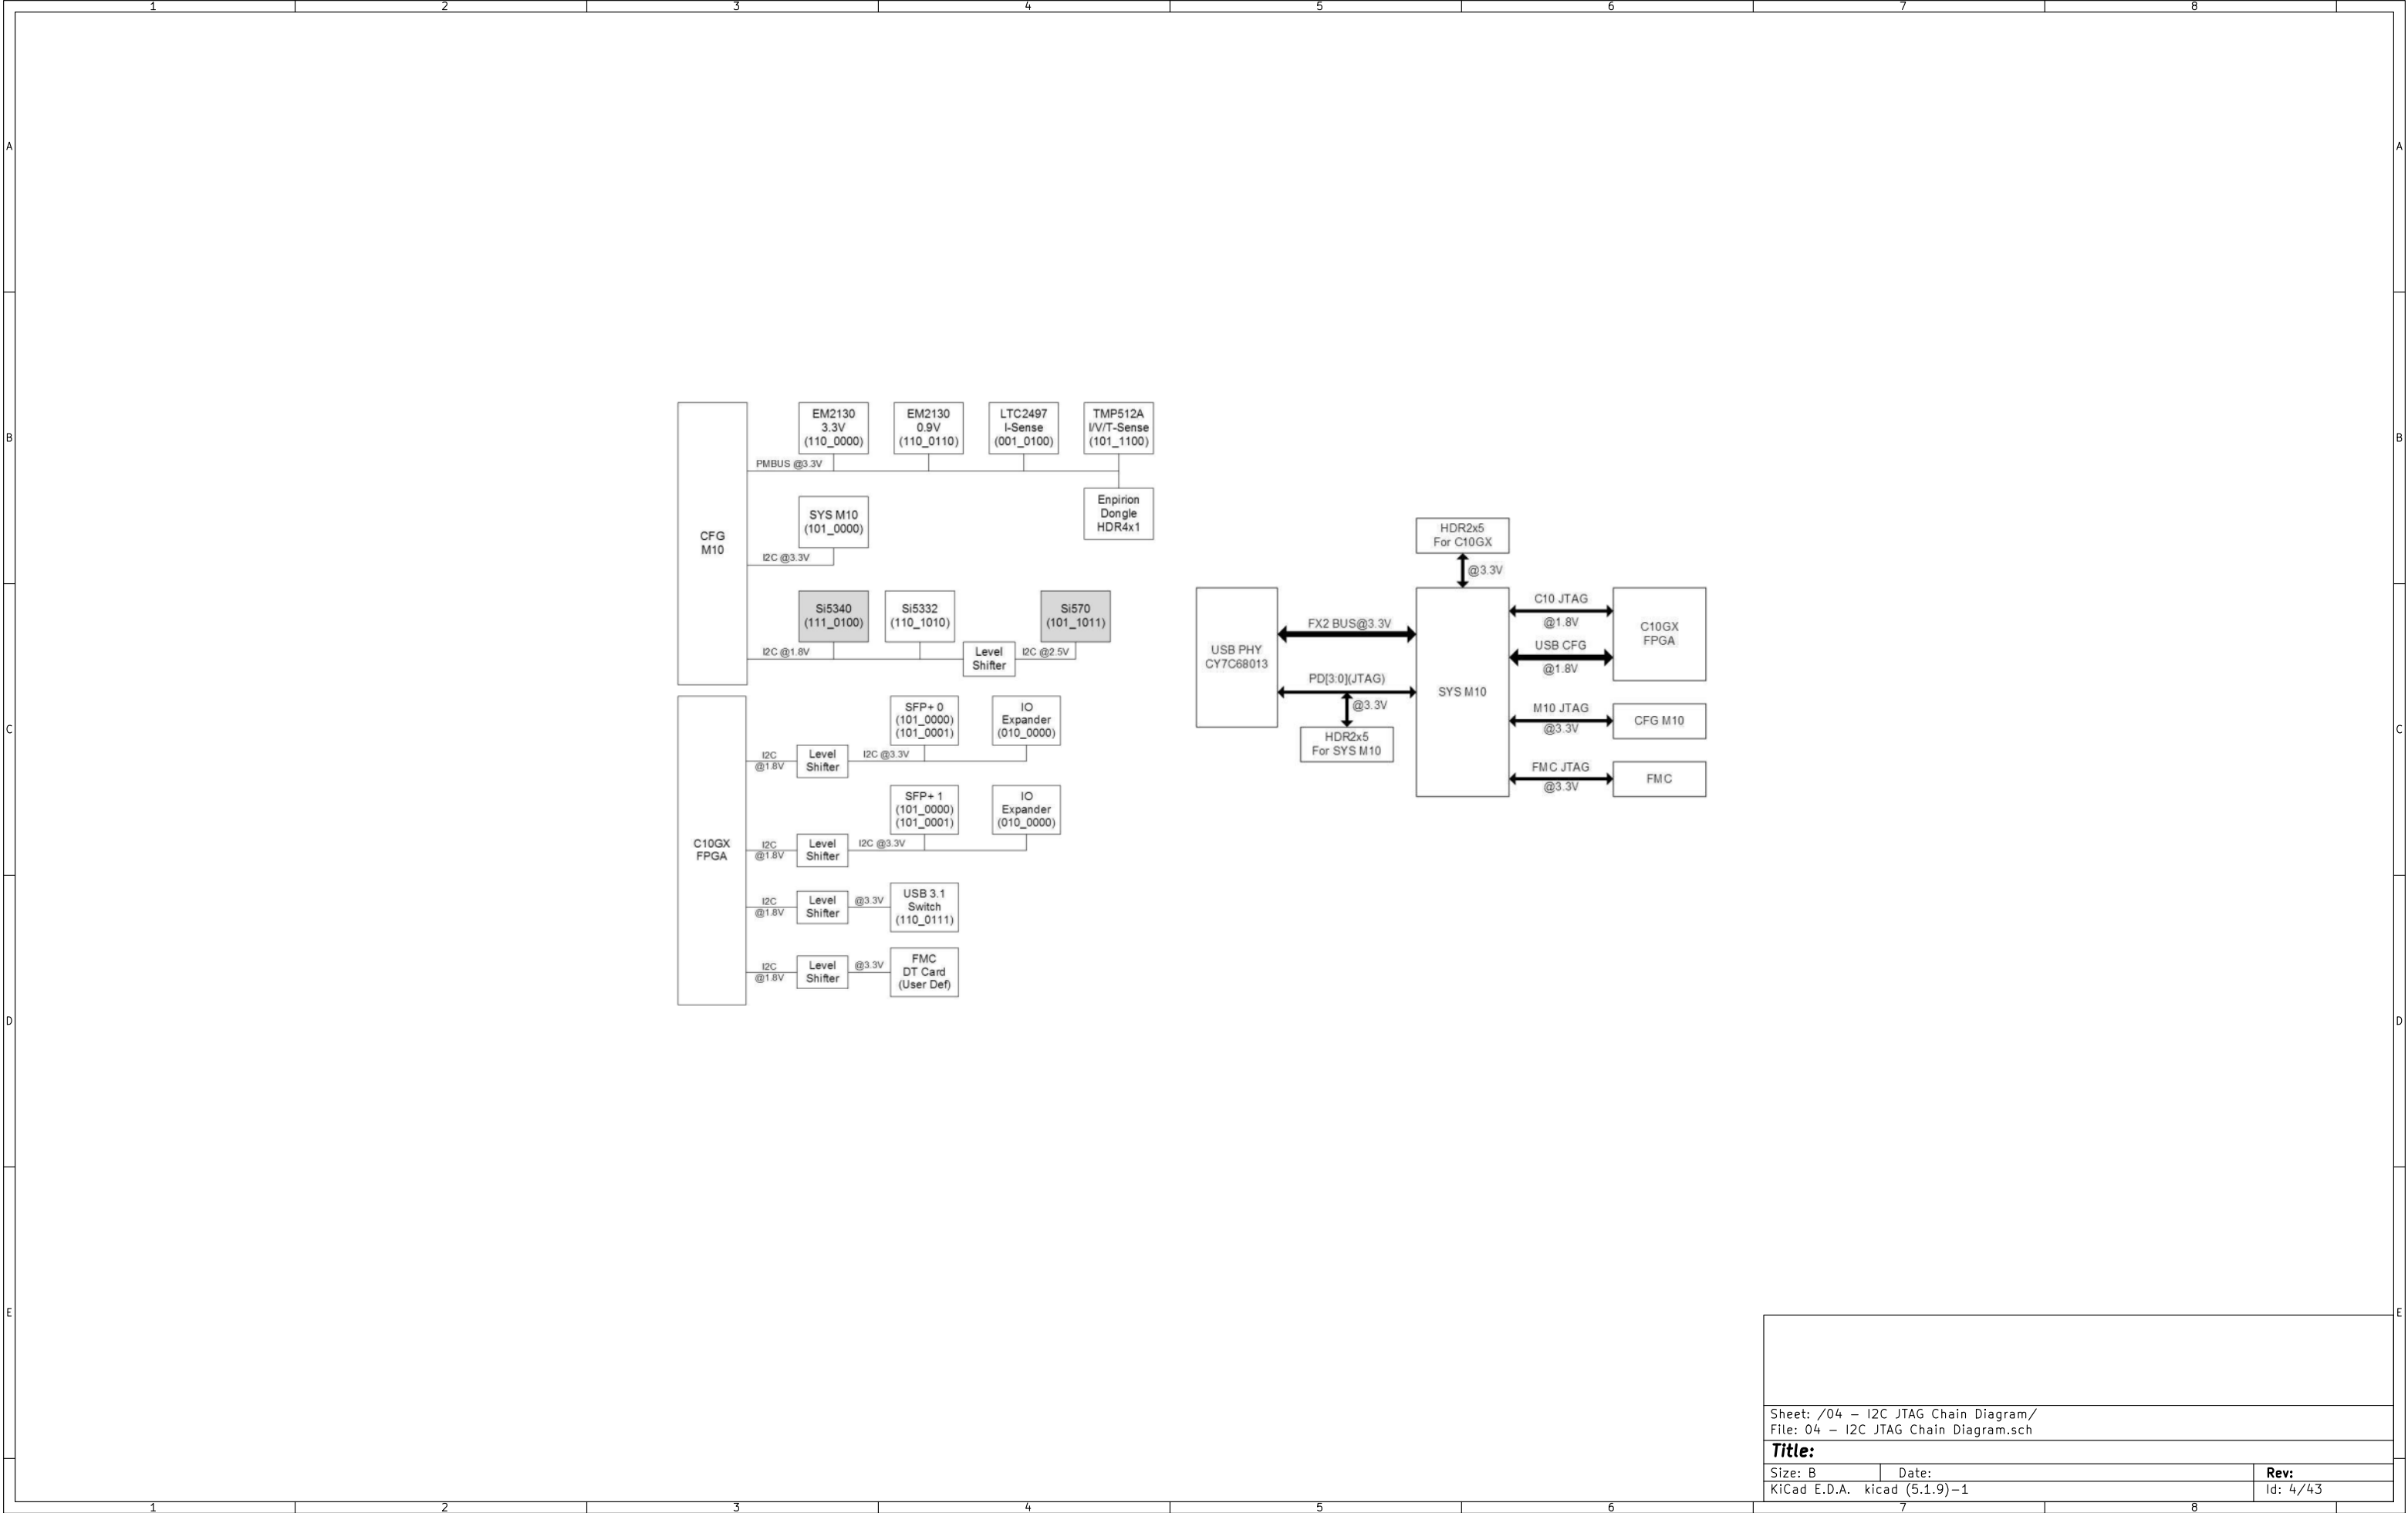 1 2 3 4 5 6 7 8
A A
B B
C C
D D
E E
CFG
M10
EM2130
3.3V
(110_0000)
EM2130
0.9V
(110_0110)
LTC2497
I-Sense
(001_0100)
TMP512A
I/V/T-Sense
(101_1100)
PMBUS @3.3V
Enpirion
Dongle
HDR4x1
SYS M10
(101_0000)
I2C @3.3V
Si5340
(111_0100)
Si5332
(110_1010)
Si570
(101_1011)
I2C @1.8V
Level
Shifter
I2C @2.5V
C10GX
FPGA
SFP+ 0
(101_0000)
(101_0001)
IO
Expander
(010_0000)
I2C
@1.8V
Level
Shifter
I2C @3.3V
SFP+ 1
(101_0000)
(101_0001)
IO
Expander
(010_0000)
I2C
@1.8V
Level
Shifter
I2C @3.3V
USB 3.1
Switch
(110_0111)
I2C
@1.8V
Level
Shifter
@3.3V
FMC
DT Card
(User Def)
I2C
@1.8V
Level
Shifter
@3.3V
HDR2x5
For C10GX
@3.3V
USB PHY
CY7C68013
FX2 BUS@3.3V
PD[3:0](JTAG)
@3.3V
HDR2x5
For SYS M10
SYS M10
C10 JTAG
@1.8V
USB CFG
@1.8V
C10GX
FPGA
M10 JTAG
@3.3V
CFG M10
FMC JTAG
@3.3V
FMC
Sheet: /04 - I2C JTAG Chain Diagram/
File: 04 - I2C JTAG Chain Diagram.sch
Title:
Size: B Date: Rev:
KiCad E.D.A. kicad (5.1.9)-1 Id: 4/43
1 2 3 4 5 6 7 8